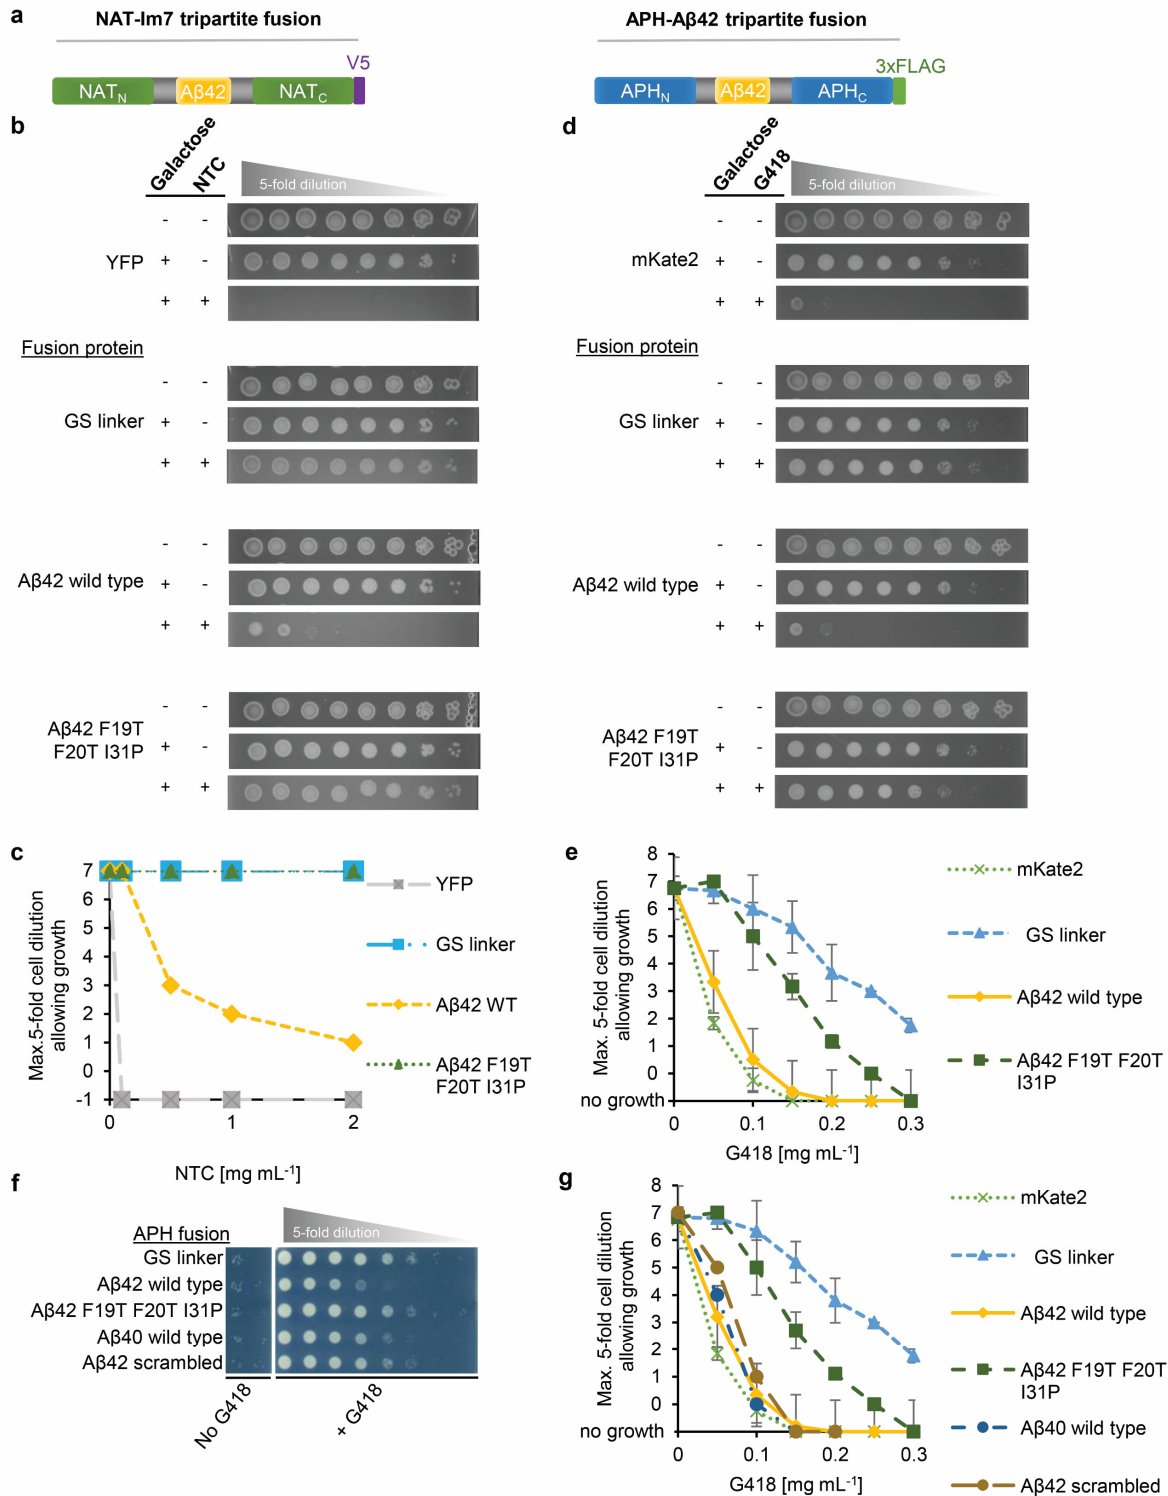 a
NAT-Im7 tripartite fusion
V5
NATN
Aβ42
NATC
APH-Aβ42 tripartite fusion
3xFLAG
APHN
Aβ42
APHC
b
Galactose
NTC
5-fold dilution
- -
YFP + -
+ +
Fusion protein
- -
GS linker + -
+ +
- -
Aβ42 wild type + -
+ +
- -
Aβ42 F19T
F20T I31P + -
+ +
d
Galactose
G418
5-fold dilution
- -
mKate2 + -
+ +
Fusion protein
- -
GS linker + -
+ +
- -
Aβ42 wild type + -
+ +
- -
Aβ42 F19T
F20T I31P + -
+ +
c
Max.5-fold cell dilution
allowing growth
7
6
5
4
3
2
1
0
-1
0 1 2
NTC [mg mL-1]
YFP
GS linker
Aβ42 WT
Aβ42 F19T
F20T I31P
e
Max. 5-fold cell dilution
allowing growth
8
7
6
5
4
3
2
1
0
no growth
0 0.1 0.2 0.3
G418 [mg mL-1]
mKate2
GS linker
Aβ42 wild type
Aβ42 F19T F20T
I31P
f
APH fusion
5-fold dilution
GS linker
Aβ42 wild type
Aβ42 F19T F20T I31P
Aβ40 wild type
Aβ42 scrambled
No G418
+ G418
g
Max. 5-fold cell dilution
allowing growth
8
7
6
5
4
3
2
1
0
no growth
0 0.1 0.2 0.3
G418 [mg mL-1]
mKate2
GS linker
Aβ42 wild type
Aβ42 F19T F20T
I31P
Aβ40 wild type
Aβ42 scrambled